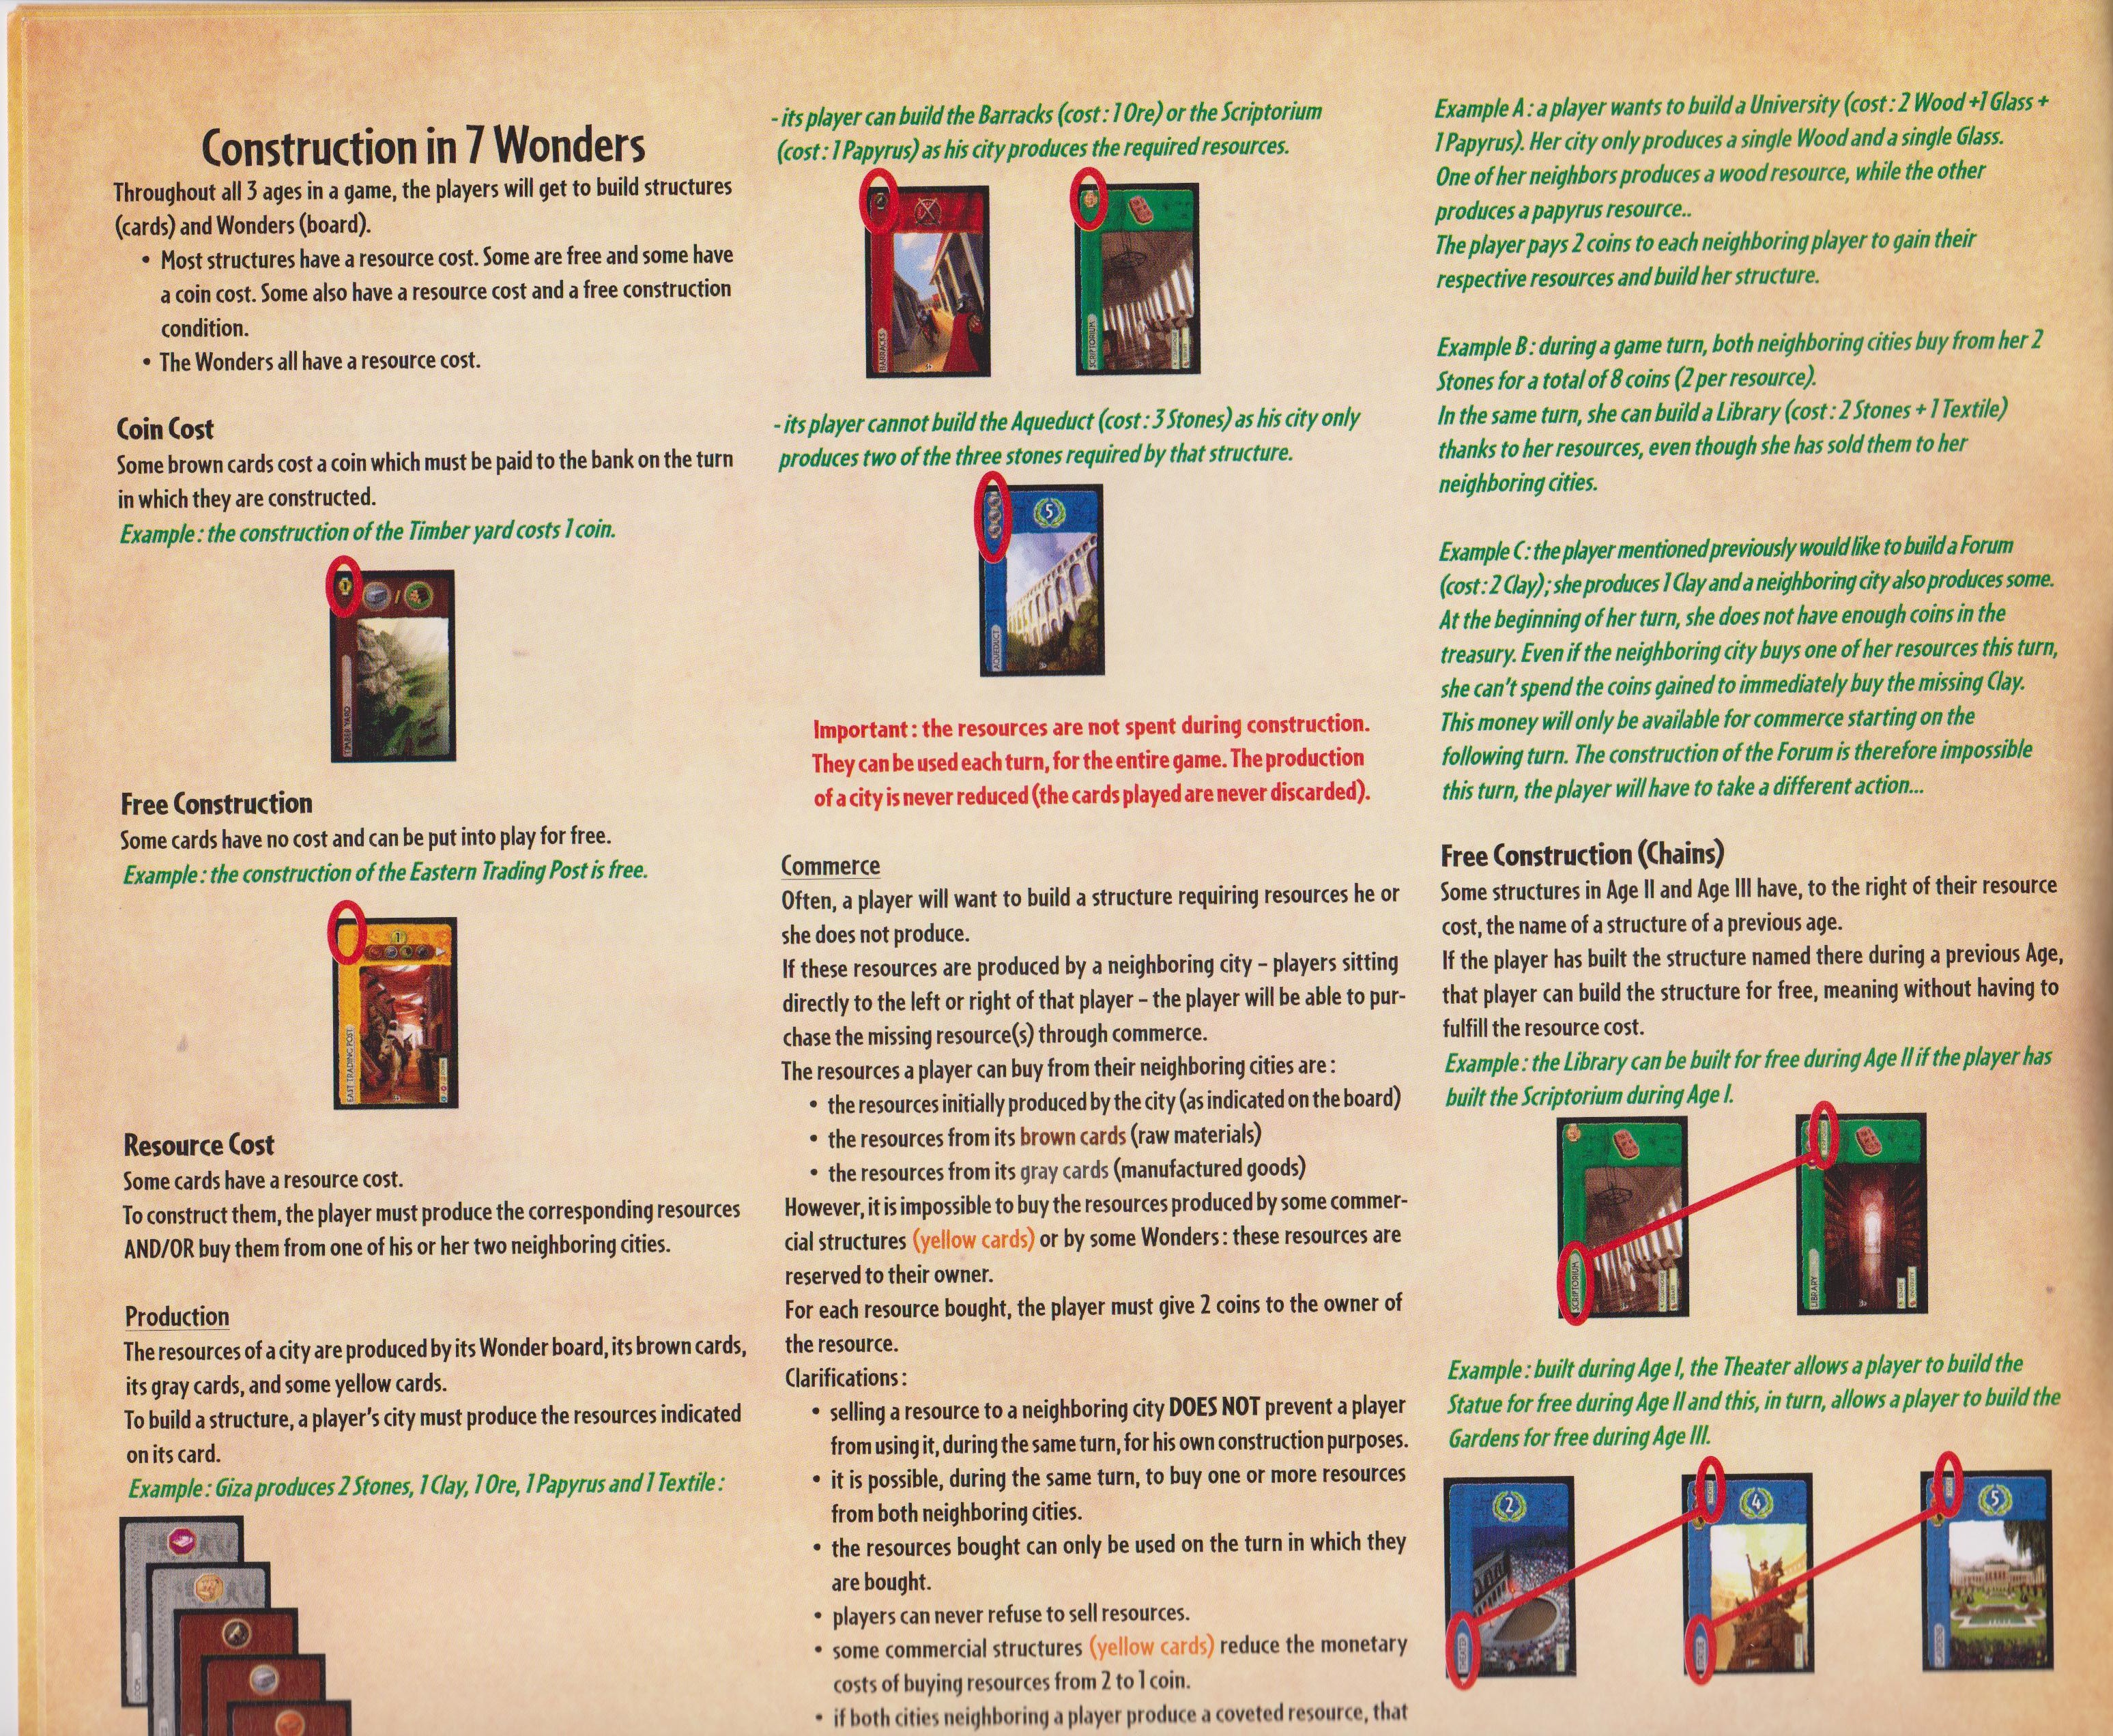 Construction in 7 Wonders
Throughout all 3 ages in a game, the players will get to build structures
(cards) and Wonders (board).
• Most structures have a resource cost. Some are free and some have
a coin cost. Some also have a resource cost and a free construction
condition.
• The Wonders all have a resource cost.
Coin Cost
Some brown cards cost a coin which must be paid to the bank on the turn
in which they are constructed.
Example : the construction of the Timber yard costs 1 coin.
TIMBER YARD
Free Construction
Some cards have no cost and can be put into play for free.
Example : the construction of the Eastern Trading Post is free.
1
EAST TRADING POST
Resource Cost
Some cards have a resource cost.
To construct them, the player must produce the corresponding resources
AND/OR buy them from one of his or her two neighboring cities.
Production
The resources of a city are produced by its Wonder board, its brown cards,
its gray cards, and some yellow cards.
To build a structure, a player's city must produce the resources indicated
on its card.
Example : Giza produces 2 Stones, 1 Clay, 1 Ore, 1 Papyrus and 1 Textile :
- its player can build the Barracks (cost : 1 Ore) or the Scriptorium
(cost : 1 Papyrus) as his city produces the required resources.
BARRACKS
SCRIPTORIUM
- its player cannot build the Aqueduct (cost : 3 Stones) as his city only
produces two of the three stones required by that structure.
5
AQUEDUCT
Important : the resources are not spent during construction.
They can be used each turn, for the entire game. The production
of a city is never reduced (the cards played are never discarded).
Commerce
Often, a player will want to build a structure requiring resources he or
she does not produce.
If these resources are produced by a neighboring city – players sitting
directly to the left or right of that player – the player will be able to pur-
chase the missing resource(s) through commerce.
The resources a player can buy from their neighboring cities are :
• the resources initially produced by the city (as indicated on the board)
• the resources from its brown cards (raw materials)
• the resources from its gray cards (manufactured goods)
However, it is impossible to buy the resources produced by some commer-
cial structures (yellow cards) or by some Wonders : these resources are
reserved to their owner.
For each resource bought, the player must give 2 coins to the owner of
the resource.
Clarifications :
• selling a resource to a neighboring city DOES NOT prevent a player
from using it, during the same turn, for his own construction purposes.
• it is possible, during the same turn, to buy one or more resources
from both neighboring cities.
• the resources bought can only be used on the turn in which they
are bought.
• players can never refuse to sell resources.
• some commercial structures (yellow cards) reduce the monetary
costs of buying resources from 2 to 1 coin.
• if both cities neighboring a player produce a coveted resource, that
Example A : a player wants to build a University (cost : 2 Wood +1 Glass +
1 Papyrus). Her city only produces a single Wood and a single Glass.
One of her neighbors produces a wood resource, while the other
produces a papyrus resource..
The player pays 2 coins to each neighboring player to gain their
respective resources and build her structure.
Example B : during a game turn, both neighboring cities buy from her 2
Stones for a total of 8 coins (2 per resource).
In the same turn, she can build a Library (cost : 2 Stones + 1 Textile)
thanks to her resources, even though she has sold them to her
neighboring cities.
Example C : the player mentioned previously would like to build a Forum
(cost : 2 Clay) ; she produces 1 Clay and a neighboring city also produces some.
At the beginning of her turn, she does not have enough coins in the
treasury. Even if the neighboring city buys one of her resources this turn,
she can't spend the coins gained to immediately buy the missing Clay.
This money will only be available for commerce starting on the
following turn. The construction of the Forum is therefore impossible
this turn, the player will have to take a different action...
Free Construction (Chains)
Some structures in Age II and Age III have, to the right of their resource
cost, the name of a structure of a previous age.
If the player has built the structure named there during a previous Age,
that player can build the structure for free, meaning without having to
fulfill the resource cost.
Example : the Library can be built for free during Age II if the player has
built the Scriptorium during Age I.
SCRIPTORIUM
LIBRARY
Example : built during Age I, the Theater allows a player to build the
Statue for free during Age II and this, in turn, allows a player to build the
Gardens for free during Age III.
2
THEATER
4
STATUE
5
GARDENS